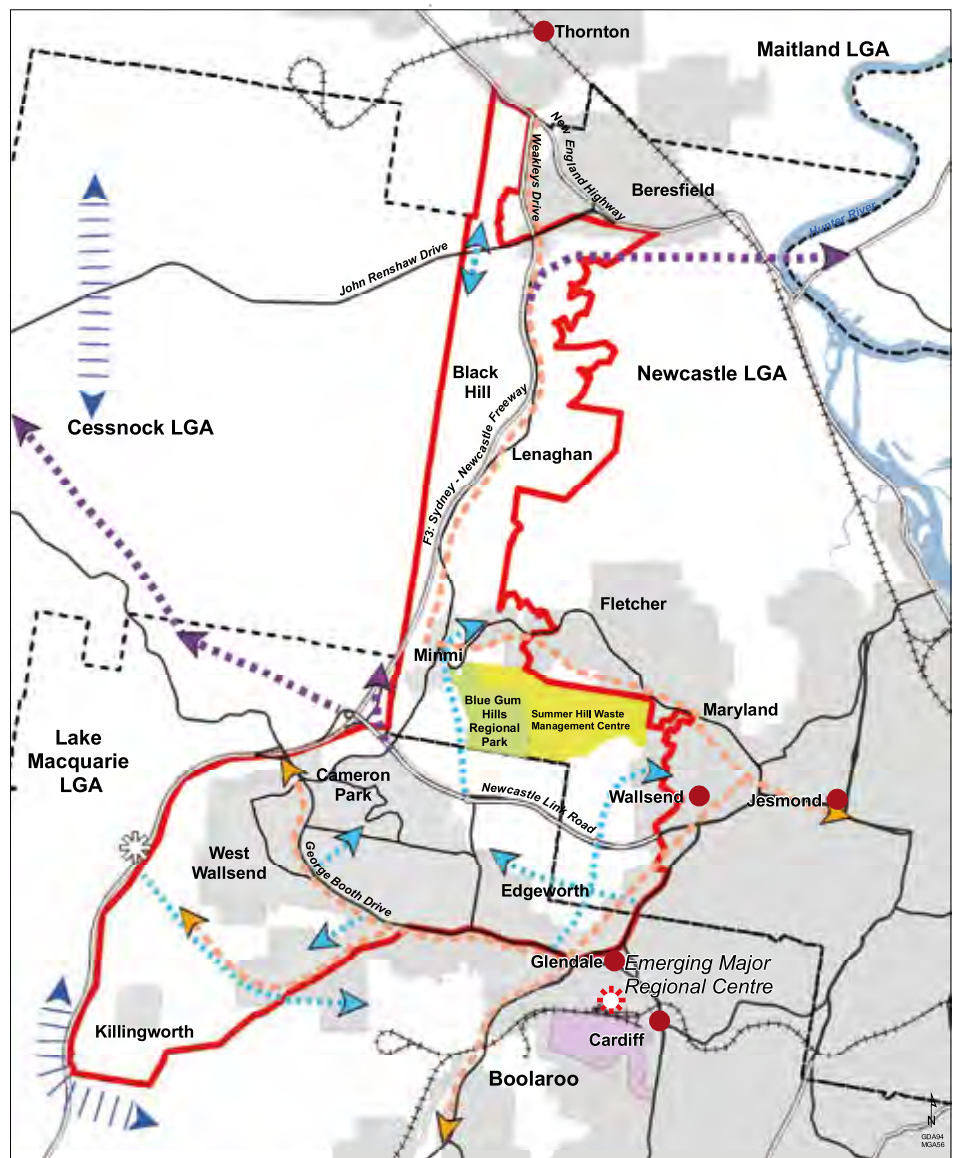 Thornton
Maitland LGA
New England Highway
Weakleys Drive
Beresfield
Hunter River
John Renshaw Drive
Black
Hill
Newcastle LGA
Cessnock LGA
F3: Sydney - Newcastle Freeway
Lenaghan
Fletcher
Minmi
Blue Gum
Hills
Regional
Park
Summer Hill Waste
Management Centre
Maryland
Lake
Macquarie
LGA
Cameron
Park
Newcastle Link Road
Wallsend
Jesmond
West
Wallsend
George Booth Drive
Edgeworth
Glendale
Emerging Major
Regional Centre
Killingworth
Cardiff
Boolaroo
N
GDA94
MGA56